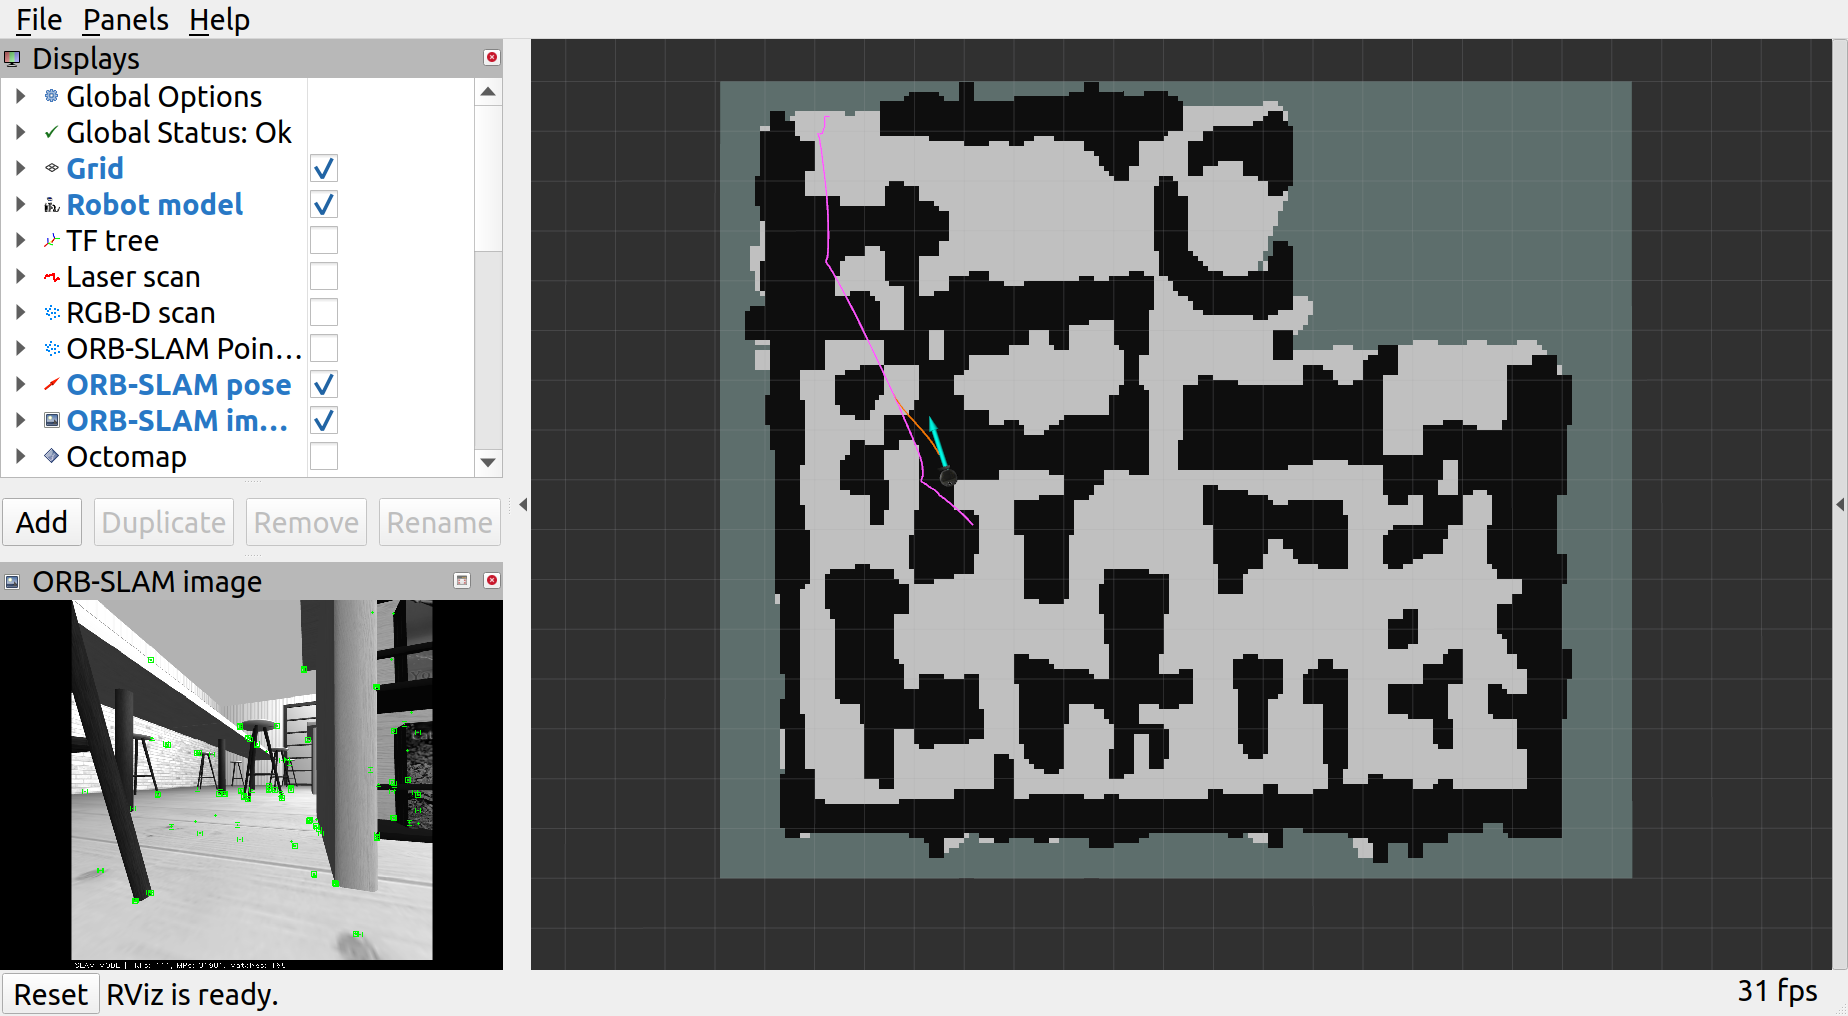 File Panels Help
Displays
Global Options
Global Status: Ok
Grid
Robot model
TF tree
Laser scan
RGB-D scan
ORB-SLAM Poin...
ORB-SLAM pose
ORB-SLAM im...
Octomap
Add Duplicate Remove Rename
ORB-SLAM image
SLAM MODE |
Reset RViz is ready.
31 fps